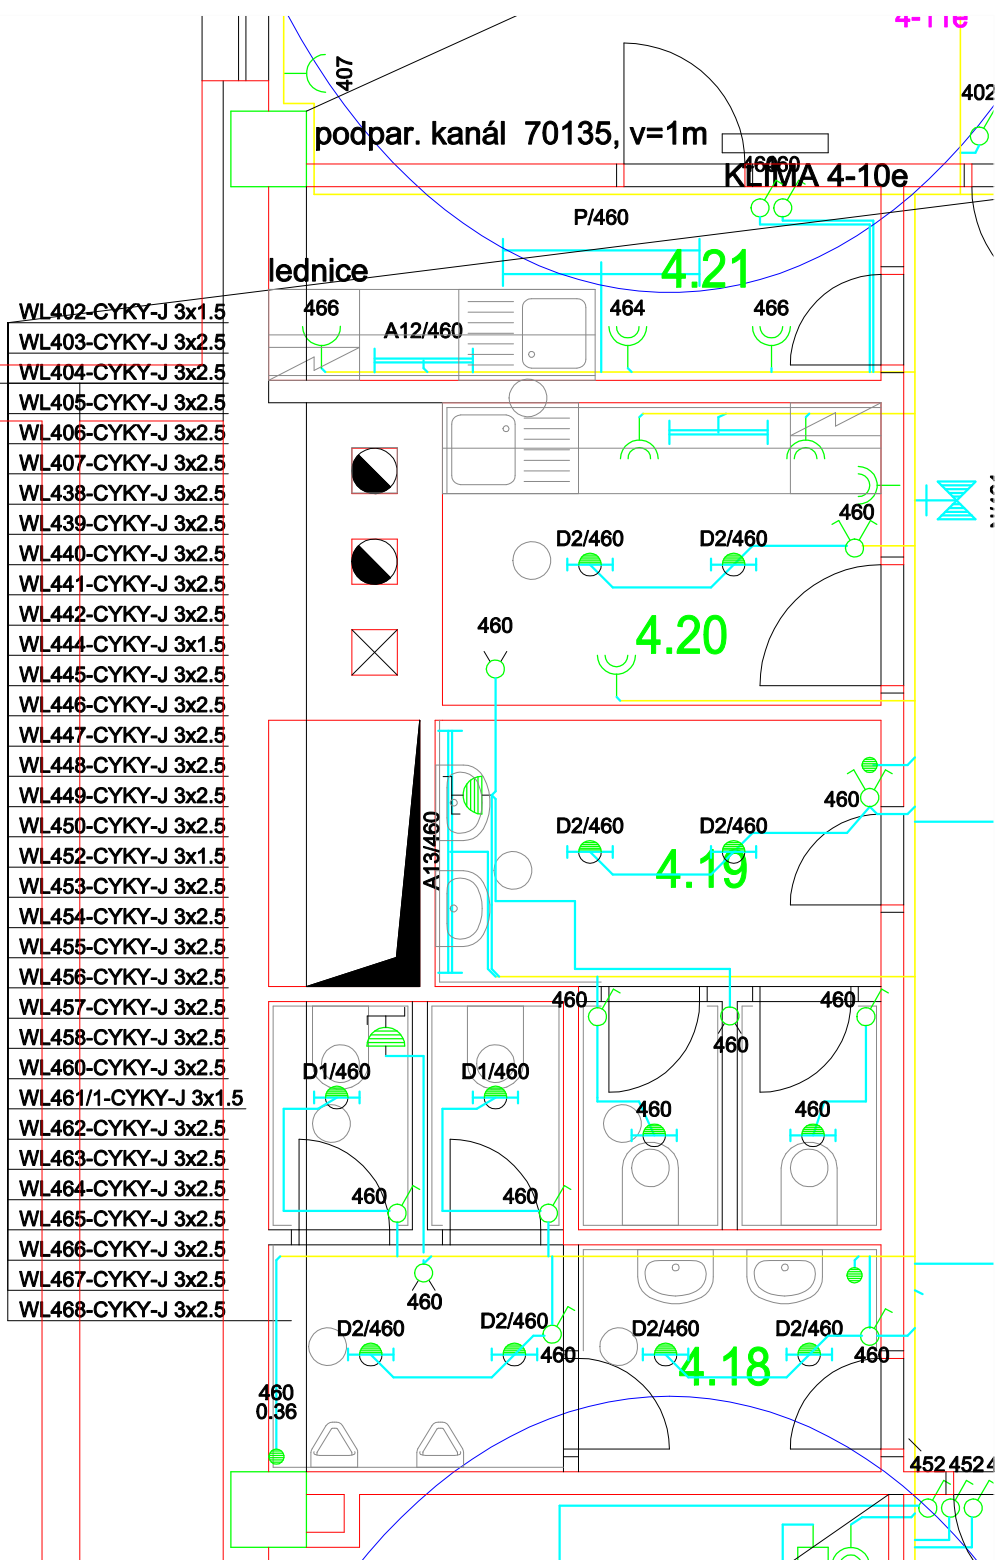 4-11e
407
402
podpar. kanál 70135, v=1m
460
460
KLIMA 4-10e
P/460
4.21
lednice
466
A12/460
464
466
WL402-CYKY-J 3x1.5
WL403-CYKY-J 3x2.5
WL404-CYKY-J 3x2.5
WL405-CYKY-J 3x2.5
WL406-CYKY-J 3x2.5
WL407-CYKY-J 3x2.5
WL438-CYKY-J 3x2.5
WL439-CYKY-J 3x2.5
WL440-CYKY-J 3x2.5
WL441-CYKY-J 3x2.5
WL442-CYKY-J 3x2.5
WL444-CYKY-J 3x1.5
WL445-CYKY-J 3x2.5
WL446-CYKY-J 3x2.5
WL447-CYKY-J 3x2.5
WL448-CYKY-J 3x2.5
WL449-CYKY-J 3x2.5
WL450-CYKY-J 3x2.5
WL452-CYKY-J 3x1.5
WL453-CYKY-J 3x2.5
WL454-CYKY-J 3x2.5
WL455-CYKY-J 3x2.5
WL456-CYKY-J 3x2.5
WL457-CYKY-J 3x2.5
WL458-CYKY-J 3x2.5
WL460-CYKY-J 3x2.5
WL461/1-CYKY-J 3x1.5
WL462-CYKY-J 3x2.5
WL463-CYKY-J 3x2.5
WL464-CYKY-J 3x2.5
WL465-CYKY-J 3x2.5
WL466-CYKY-J 3x2.5
WL467-CYKY-J 3x2.5
WL468-CYKY-J 3x2.5
460
D2/460
D2/460
460
4.20
460
A13/460
D2/460
D2/460
4.19
460
460
460
D1/460
D1/460
460
460
460
460
460
D2/460
D2/460
460
D2/460
D2/460
460
4.18
460
0.36
452
452